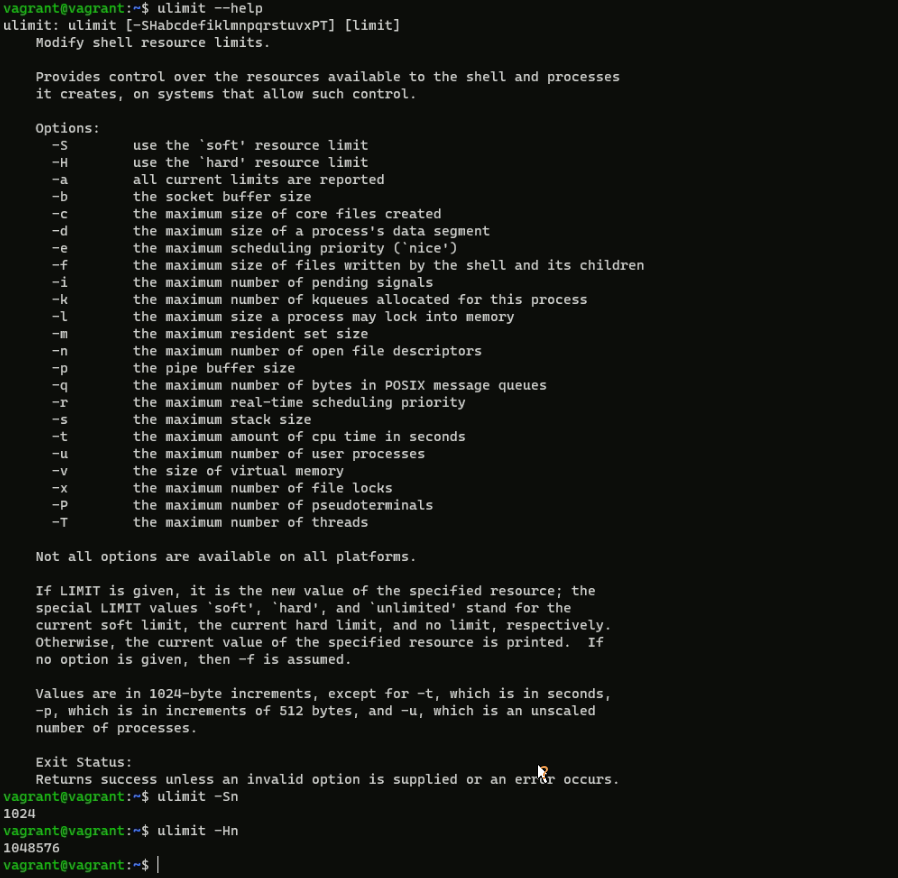 vagrant@vagrant:~$ ulimit --help
ulimit: ulimit [-SHabcdefiklmnpqrstuvxPT] [limit]
    Modify shell resource limits.

    Provides control over the resources available to the shell and processes
    it creates, on systems that allow such control.

    Options:
      -S        use the `soft' resource limit
      -H        use the `hard' resource limit
      -a        all current limits are reported
      -b        the socket buffer size
      -c        the maximum size of core files created
      -d        the maximum size of a process's data segment
      -e        the maximum scheduling priority (`nice')
      -f        the maximum size of files written by the shell and its children
      -i        the maximum number of pending signals
      -k        the maximum number of kqueues allocated for this process
      -l        the maximum size a process may lock into memory
      -m        the maximum resident set size
      -n        the maximum number of open file descriptors
      -p        the pipe buffer size
      -q        the maximum number of bytes in POSIX message queues
      -r        the maximum real-time scheduling priority
      -s        the maximum stack size
      -t        the maximum amount of cpu time in seconds
      -u        the maximum number of user processes
      -v        the size of virtual memory
      -x        the maximum number of file locks
      -P        the maximum number of pseudoterminals
      -T        the maximum number of threads

    Not all options are available on all platforms.

    If LIMIT is given, it is the new value of the specified resource; the
    special LIMIT values `soft', `hard', and `unlimited' stand for the
    current soft limit, the current hard limit, and no limit, respectively.
    Otherwise, the current value of the specified resource is printed.  If
    no option is given, then -f is assumed.

    Values are in 1024-byte increments, except for -t, which is in seconds,
    -p, which is in increments of 512 bytes, and -u, which is an unscaled
    number of processes.

    Exit Status:
    Returns success unless an invalid option is supplied or an error occurs.
vagrant@vagrant:~$ ulimit -Sn
1024
vagrant@vagrant:~$ ulimit -Hn
1048576
vagrant@vagrant:~$